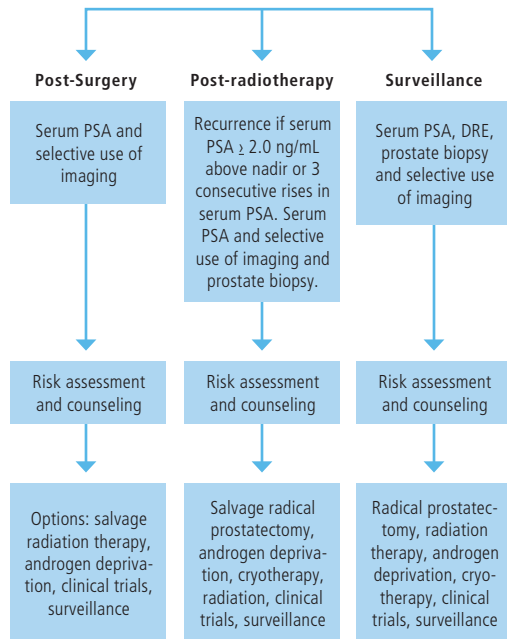 Post-Surgery
Post-radiotherapy
Surveillance
Serum PSA and
selective use of
imaging
Recurrence if serum
PSA ≥ 2.0 ng/mL
above nadir or 3
consecutive rises in
serum PSA. Serum
PSA and selective
use of imaging and
prostate biopsy.
Serum PSA, DRE,
prostate biopsy
and selective use
of imaging
Risk assessment
and counseling
Risk assessment
and counseling
Risk assessment
and counseling
Options: salvage
radiation therapy,
androgen depriva-
tion, clinical trials,
surveillance
Salvage radical
prostatectomy,
androgen depriva-
tion, cryotherapy,
radiation, clinical
trials, surveillance
Radical prostatec-
tomy, radiation
therapy, androgen
deprivation, cryo-
therapy, clinical
trials, surveillance